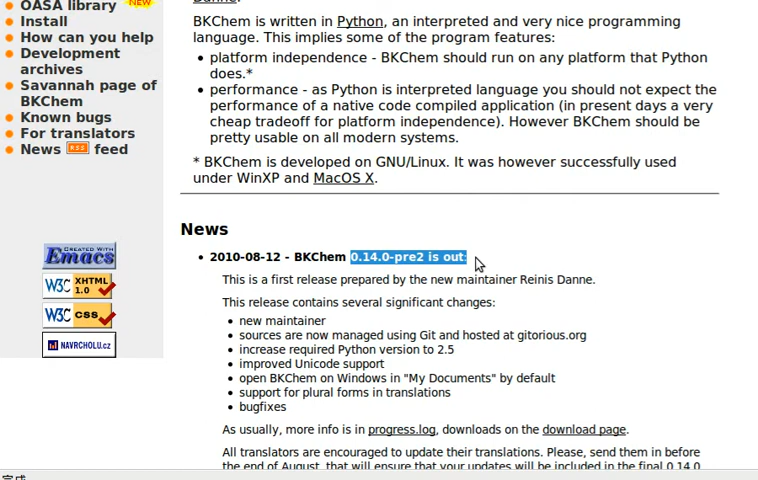 OASA library NEW
Install
How can you help
Development
archives
Savannah page of
BKChem
Known bugs
For translators
News RSS feed
CREATED WITH
Emacs
W3C XHTML
1.0
W3C css
NAVRCHOLU.cz
Danne.
BKChem is written in Python, an interpreted and very nice programming
language. This implies some of the program features:
platform independence - BKChem should run on any platform that Python
does.*
performance - as Python is interpreted language you should not expect the
performance of a native code compiled application (in present days a very
cheap tradeoff for platform independence). However BKChem should be
pretty usable on all modern systems.
* BKChem is developed on GNU/Linux. It was however successfully used
under WinXP and MacOS X.
News
2010-08-12 - BKChem 0.14.0-pre2 is out:
This is a first release prepared by the new maintainer Reinis Danne.
This release contains several significant changes:
new maintainer
sources are now managed using Git and hosted at gitorious.org
increase required Python version to 2.5
improved Unicode support
open BKChem on Windows in "My Documents" by default
support for plural forms in translations
bugfixes
As usually, more info is in progress.log, downloads on the download page.
All translators are encouraged to update their translations. Please, send them in before
the end of August, that will ensure that your updates will be included in the final 0.14.0
完成